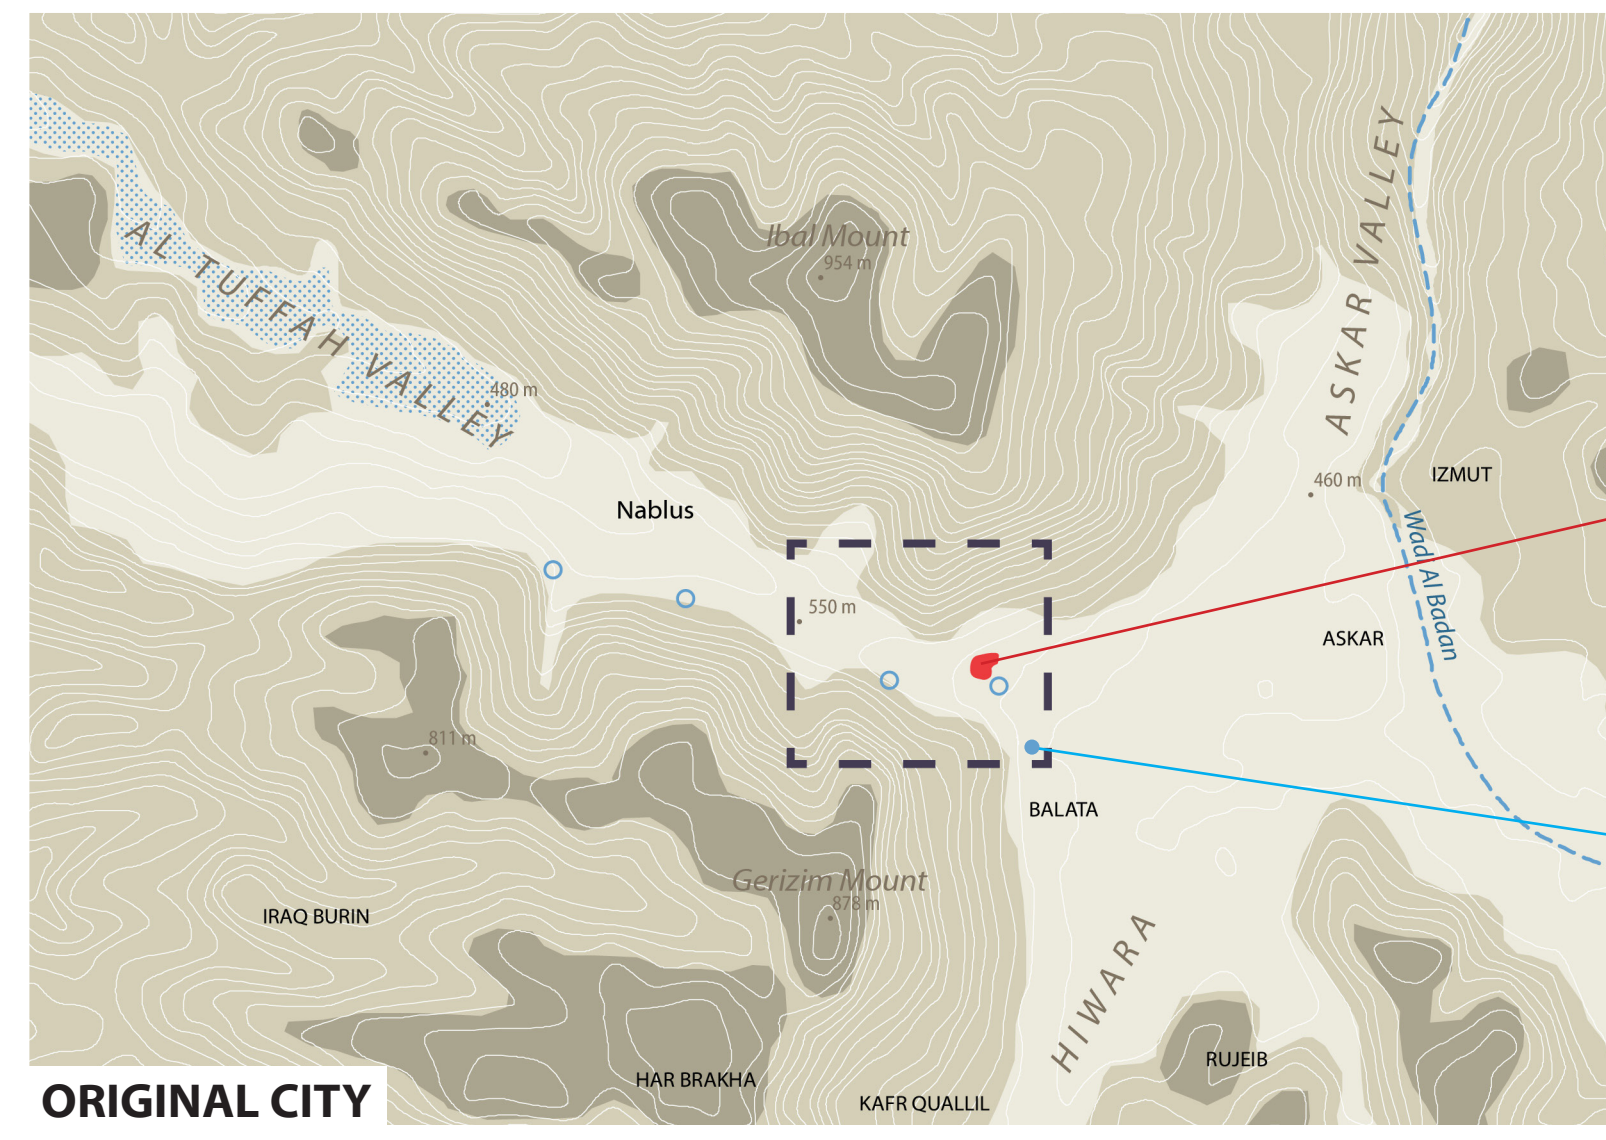 Ibal Mount
954 m
ASKAR VALLEY
AL TUFFAH VALLEY
480 m
460 m
IZMUT
Nablus
Wadi Al Badan
550 m
ASKAR
811 m
BALATA
Gerizim Mount
878 m
IRAQ BURIN
HIWARA
RUJEIB
HAR BRAKHA
KAFR QUALLIL
ORIGINAL CITY